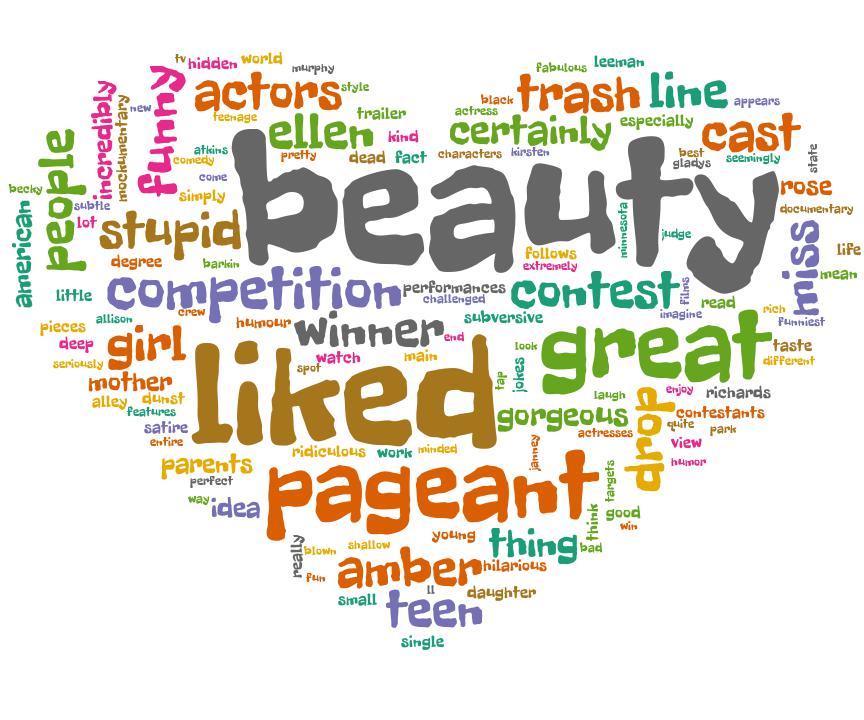 tv
hidden
world
murphy
fabulous
leeman
funny
actors
style
black
trash
line
appears
incredibly
mockumentary
new
teenage
trailer
actress
certainly
especially
cast
people
ellen
kind
atkins
comedy
pretty
dead
fact
characters
kirsten
best
gladys
seemingly
state
becky
come
simply
beauty
rose
subtle
lot
american
stupid
minnesota
judge
documentary
miss
life
degree
barkin
follows
extremely
mean
little
competition
performances
challenged
contest
films
read
imagine
rich
funniest
allison
crew
humour
winner
end
subversive
pieces
deep
girl
watch
main
look
great
taste
different
seriously
mother
spot
liked
tap
jokes
alley
dunst
features
laugh
drop
enjoy
richards
satire
entire
gorgeous
actresses
contestants
quite
park
view
ridiculous
work
minded
janney
humor
parents
perfect
pageant
targets
way
idea
think
good
win
really
blown
shallow
young
thing
bad
fun
amber
hilarious
small
ll
daughter
teen
single